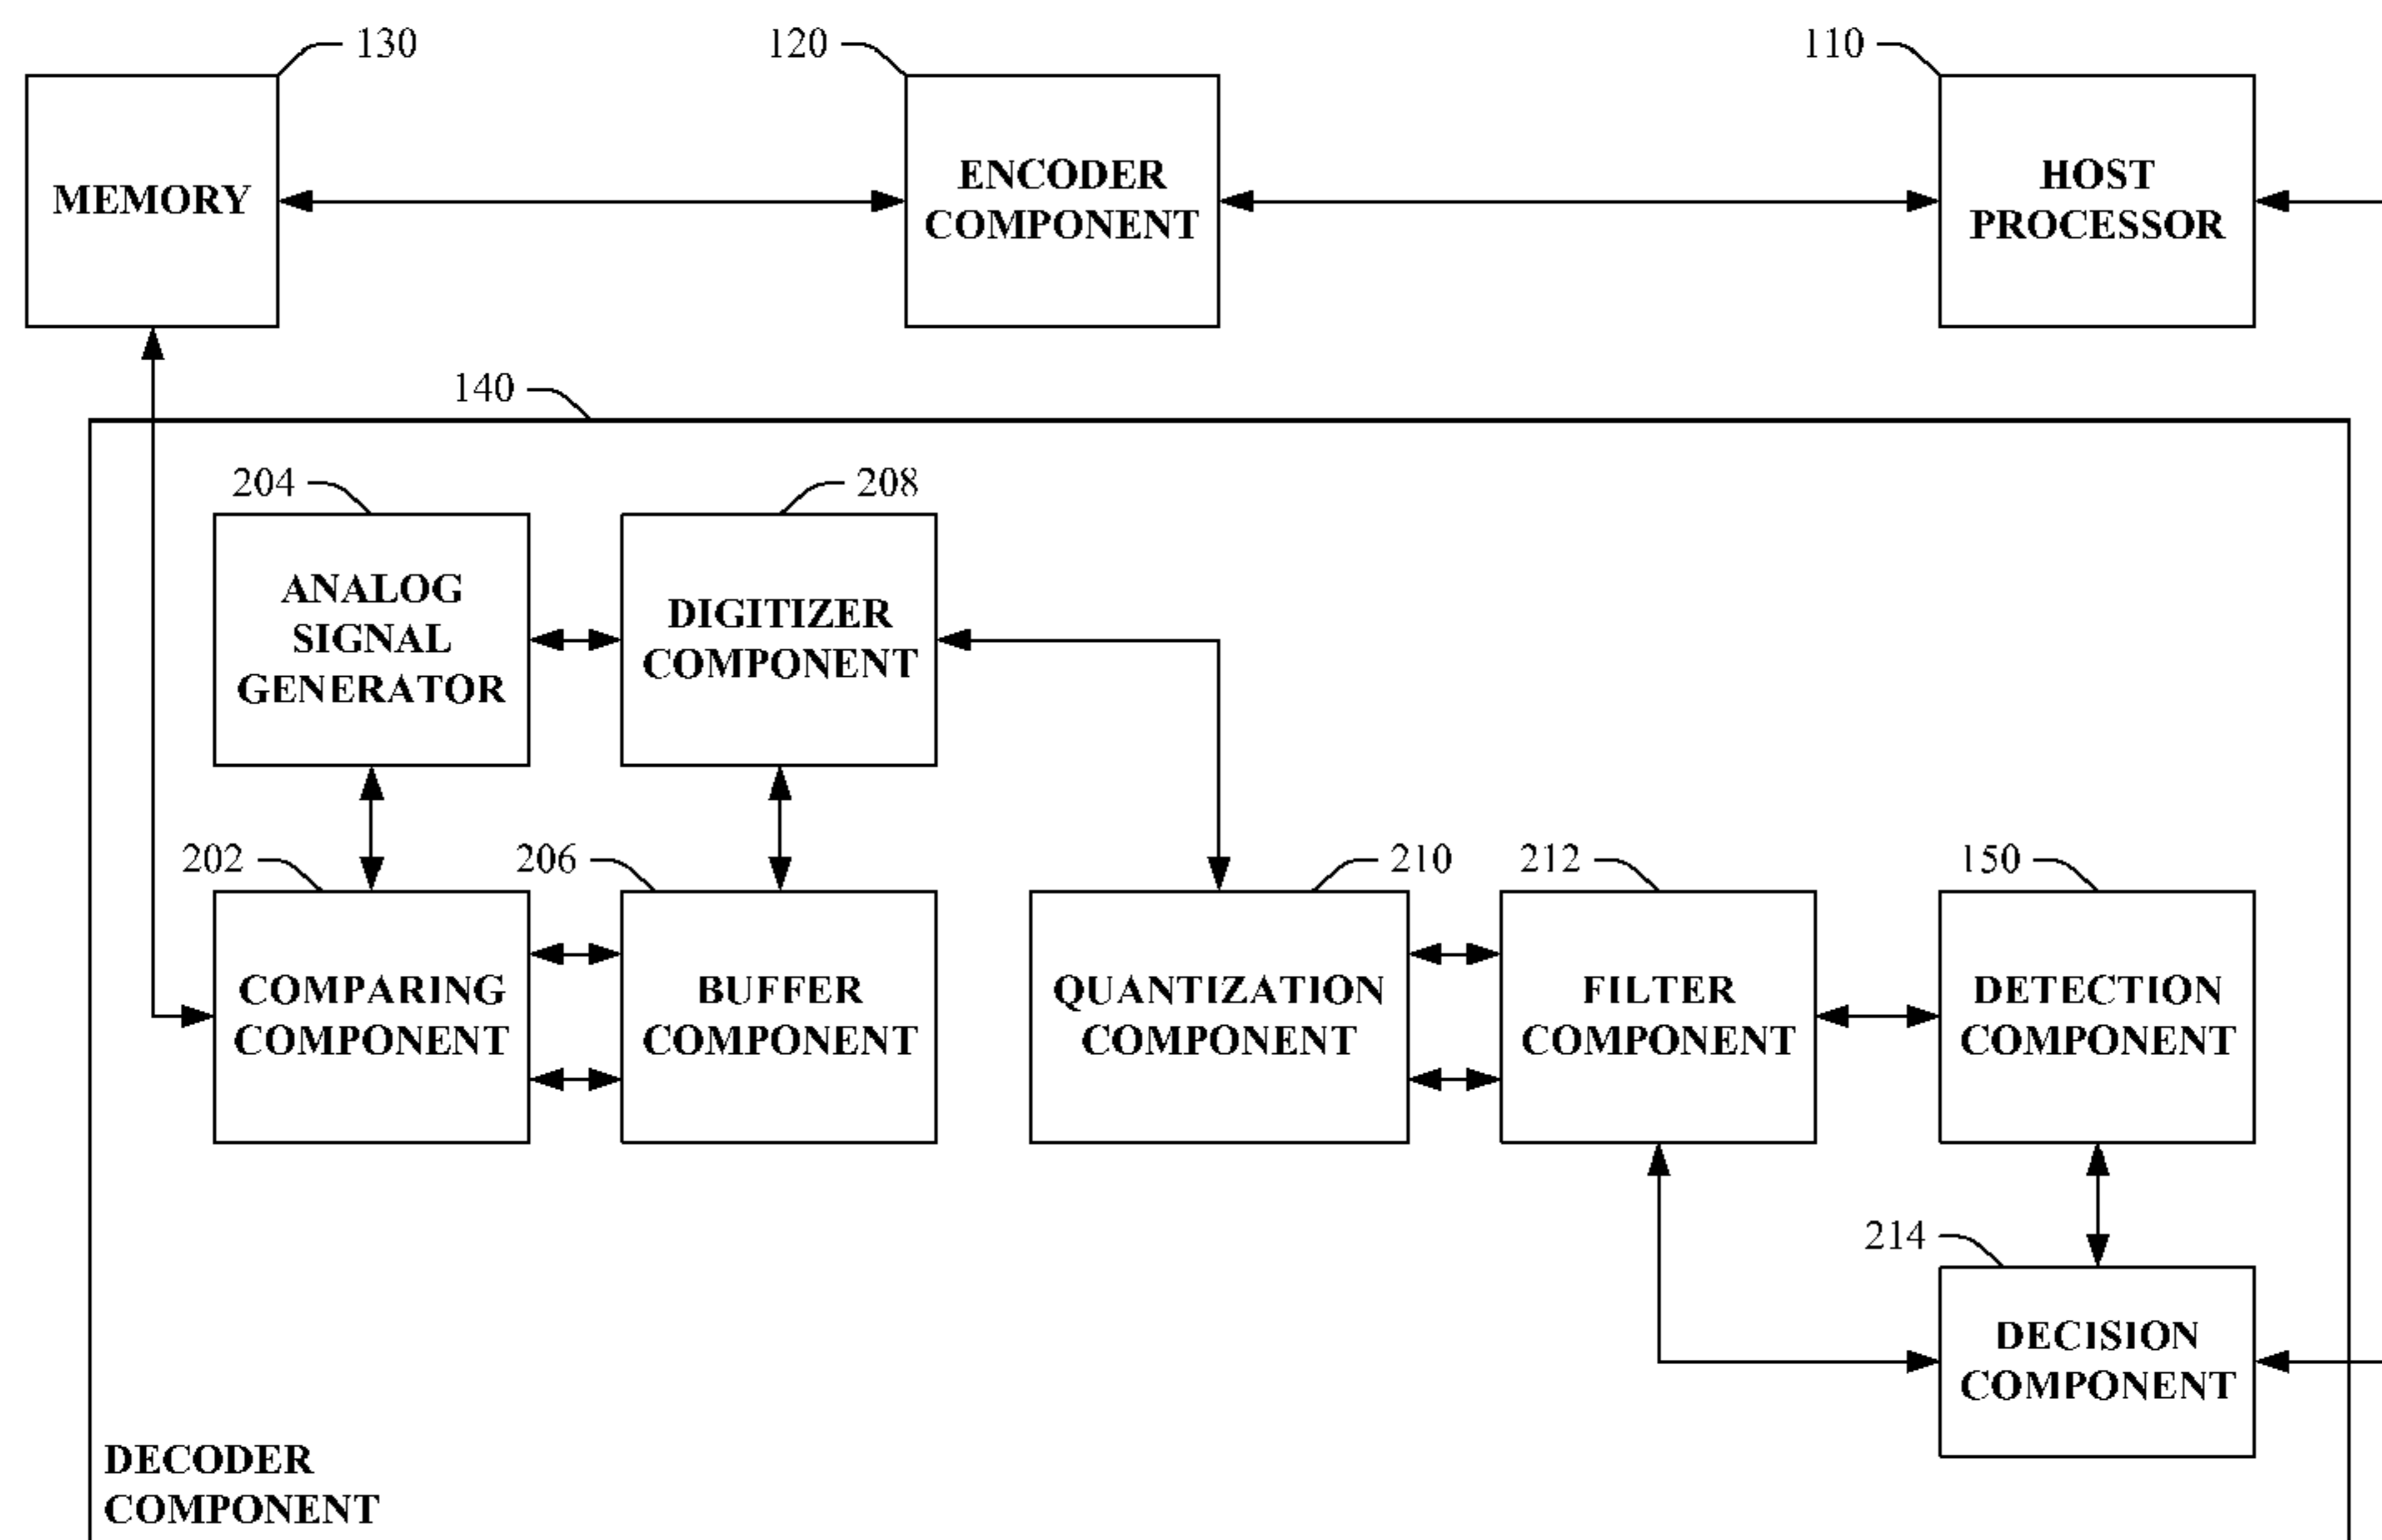 130
120
110
MEMORY
ENCODER
COMPONENT
HOST
PROCESSOR
140
204
208
ANALOG
SIGNAL
GENERATOR
DIGITIZER
COMPONENT
202
206
210
212
150
COMPARING
COMPONENT
BUFFER
COMPONENT
QUANTIZATION
COMPONENT
FILTER
COMPONENT
DETECTION
COMPONENT
214
DECISION
COMPONENT
DECODER
COMPONENT